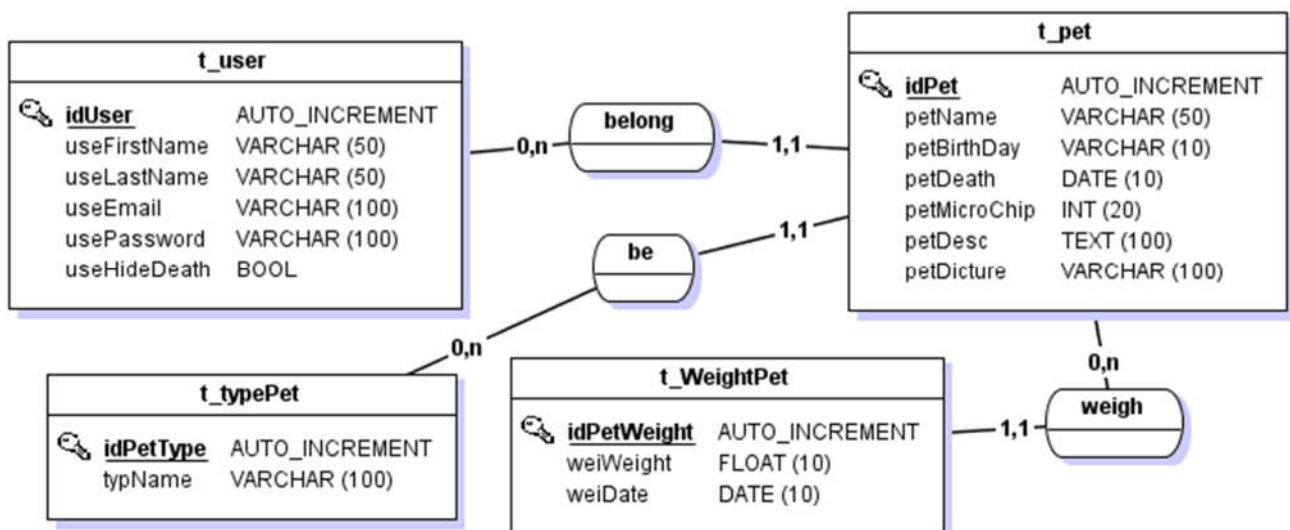 t_user
idUser AUTO_INCREMENT
useFirstName VARCHAR (50)
useLastName VARCHAR (50)
useEmail VARCHAR (100)
usePassword VARCHAR (100)
useHideDeath BOOL
0,n
belong
1,1
t_pet
idPet AUTO_INCREMENT
petName VARCHAR (50)
petBirthDay VARCHAR (10)
petDeath DATE (10)
petMicroChip INT (20)
petDesc TEXT (100)
petDicture VARCHAR (100)
1,1
be
0,n
t_typePet
idPetType AUTO_INCREMENT
typName VARCHAR (100)
t_WeightPet
idPetWeight AUTO_INCREMENT
weiWeight FLOAT (10)
weiDate DATE (10)
1,1
weigh
0,n